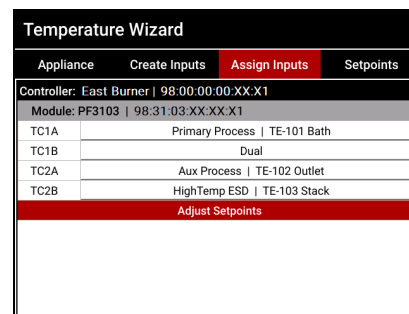 Temperature Wizard
Appliance Create Inputs Assign Inputs Setpoints
Controller: East Burner | 98:00:00:00:XX:X1
Module: PF3103 | 98:31:03:XX:XX:X1
TC1A Primary Process | TE-101 Bath
TC1B Dual
TC2A Aux Process | TE-102 Outlet
TC2B HighTemp ESD | TE-103 Stack
Adjust Setpoints